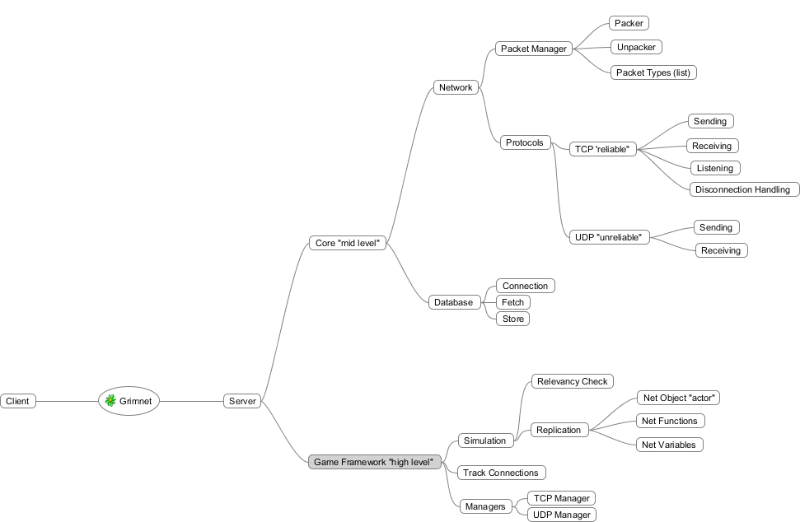 Packer
Packet Manager
Unpacker
Packet Types (list)
Network
Sending
Protocols
TCP 'reliable"
Receiving
Listening
Disconnection Handling
Sending
UDP "unreliable"
Receiving
Core "mid level"
Connection
Database
Fetch
Store
Client
Grimnet
Server
Relevancy Check
Net Object "actor"
Simulation
Replication
Net Functions
Net Variables
Game Framework "high level"
Track Connections
TCP Manager
Managers
UDP Manager